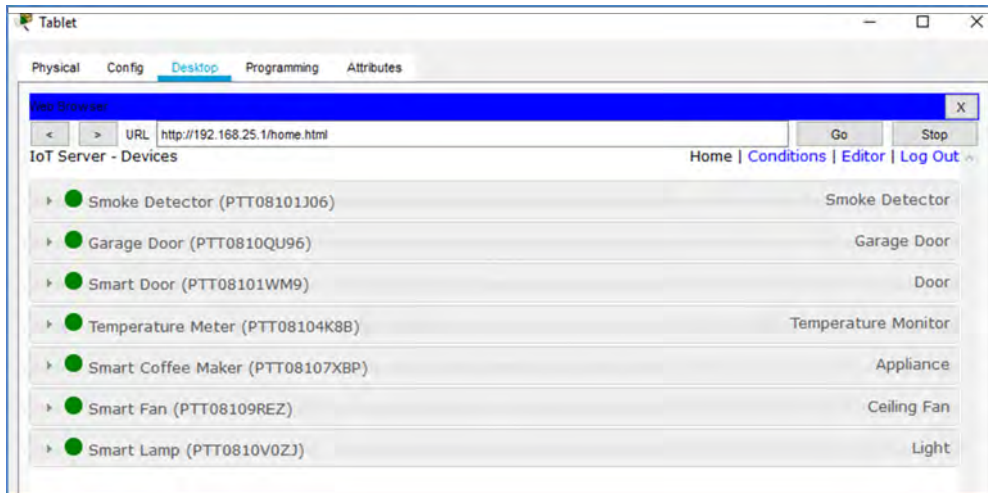 Tablet
Physical Config Desktop Programming Attributes
Web Browser X
< > URL http://192.168.25.1/home.html Go Stop
IoT Server - Devices Home | Conditions | Editor | Log Out
Smoke Detector (PTT08101J06) Smoke Detector
Garage Door (PTT0810QU96) Garage Door
Smart Door (PTT08101WM9) Door
Temperature Meter (PTT08104K8B) Temperature Monitor
Smart Coffee Maker (PTT08107XBP) Appliance
Smart Fan (PTT08109REZ) Ceiling Fan
Smart Lamp (PTT0810V0ZJ) Light